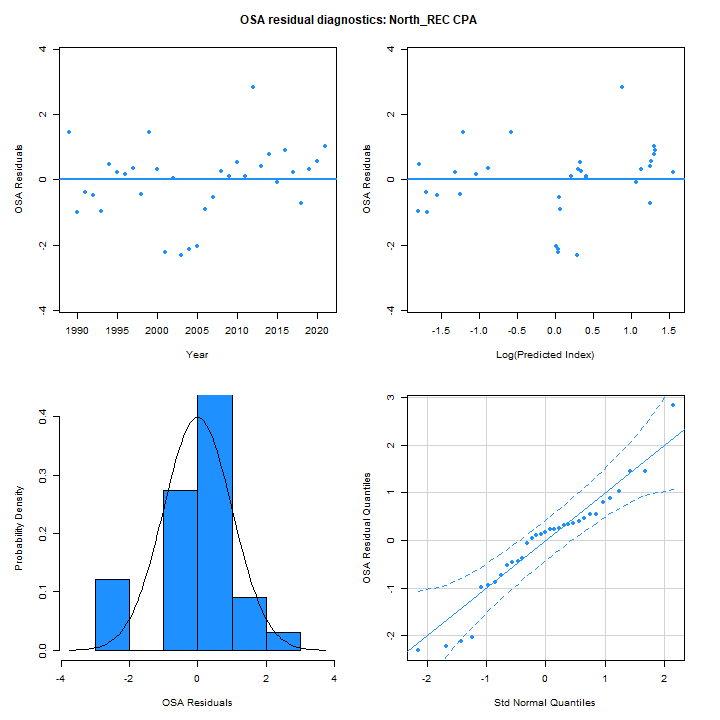 OSA residual diagnostics: North_REC CPA
4
2
0
-2
-4
OSA Residuals
1990 1995 2000 2005 2010 2015 2020
Year
4
2
0
-2
-4
OSA Residuals
-1.5 -1.0 -0.5 0.0 0.5 1.0 1.5
Log(Predicted Index)
0.4
0.3
0.2
0.1
0.0
Probability Density
-4 -2 0 2 4
OSA Residuals
3
2
1
0
-1
-2
OSA Residual Quantiles
-2 -1 0 1 2
Std Normal Quantiles